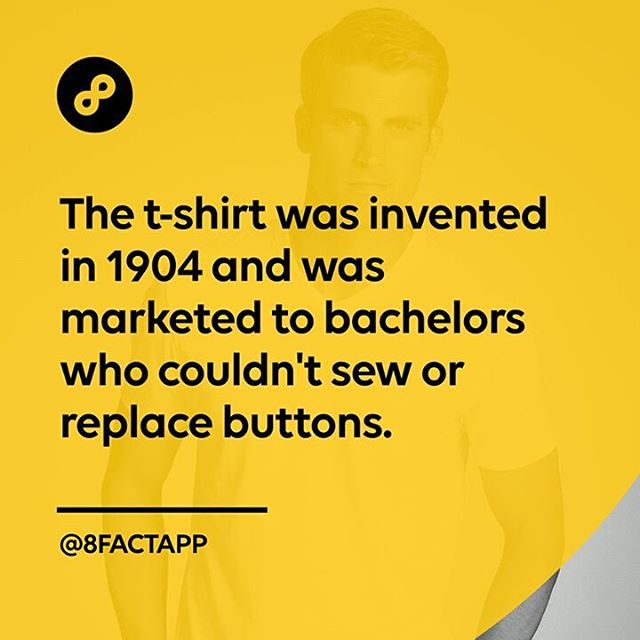 The t-shirt was invented
in 1904 and was
marketed to bachelors
who couldn't sew or
replace buttons.
@8FACTAPP